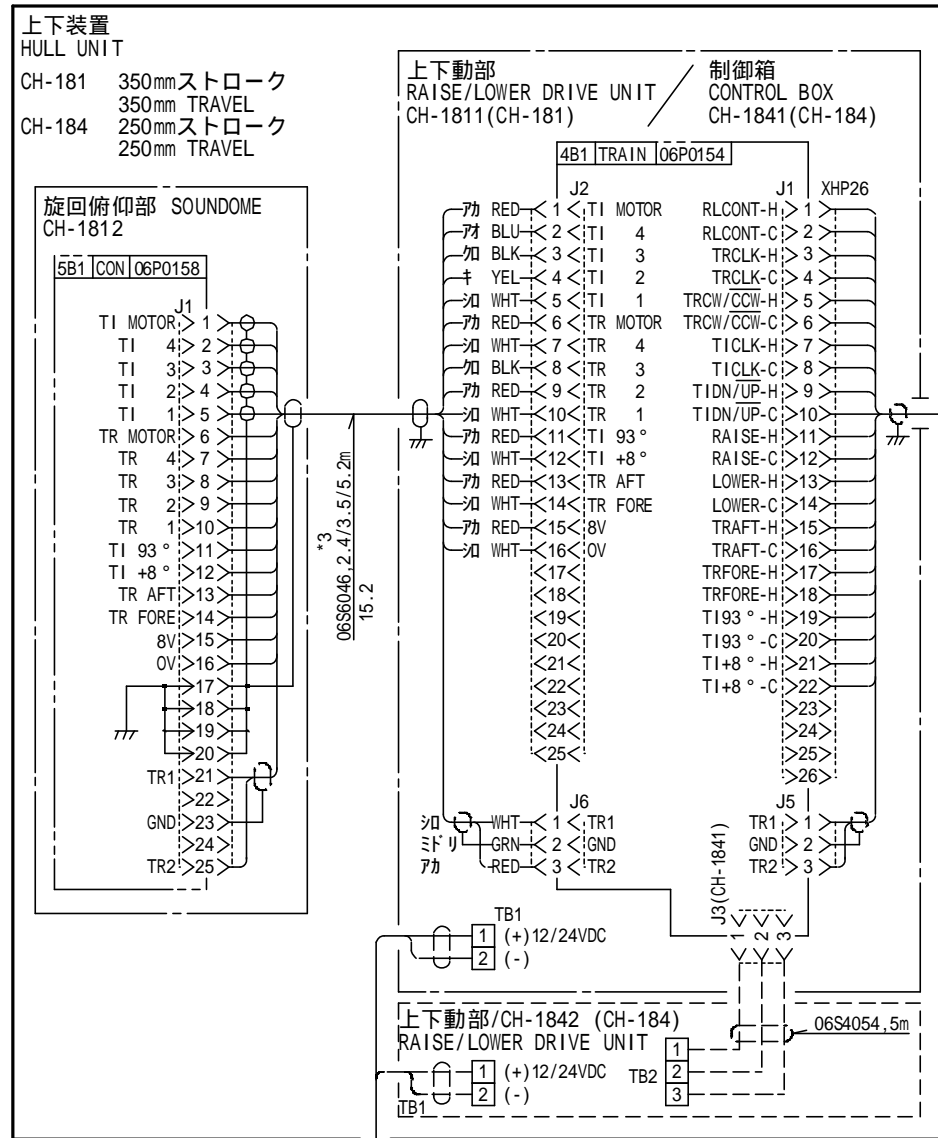 上下装置
HULL UNIT
CH-181 350mmストローク
350mm TRAVEL
CH-184 250mmストローク
250mm TRAVEL
上下動部
RAISE/LOWER DRIVE UNIT
CH-1811(CH-181)
制御箱
CONTROL BOX
CH-1841(CH-184)
4B1 TRAIN 06P0154
旋回俯仰部 SOUNDOME
CH-1812
5B1 CON 06P0158
J1
TI MOTOR 1
TI 4 2
TI 3 3
TI 2 4
TI 1 5
TR MOTOR 6
TR 4 7
TR 3 8
TR 2 9
TR 1 10
TI 93° 11
TI +8° 12
TR AFT 13
TR FORE 14
8V 15
0V 16
17
18
19
20
TR1 21
22
GND 23
24
TR2 25
*3
06S6046,2.4/3.5/5.2m
15.2
J2
アカ RED 1 TI MOTOR
アオ BLU 2 TI 4
クロ BLK 3 TI 3
キ YEL 4 TI 2
シロ WHT 5 TI 1
アカ RED 6 TR MOTOR
シロ WHT 7 TR 4
クロ BLK 8 TR 3
アカ RED 9 TR 2
シロ WHT 10 TR 1
アカ RED 11 TI 93°
シロ WHT 12 TI +8°
アカ RED 13 TR AFT
シロ WHT 14 TR FORE
アカ RED 15 8V
シロ WHT 16 0V
17
18
19
20
21
22
23
24
25
J6
シロ WHT 1 TR1
ミドリ GRN 2 GND
アカ RED 3 TR2
J1 XHP26
RLCONT-H 1
RLCONT-C 2
TRCLK-H 3
TRCLK-C 4
TRCW/C̅C̅W̅-H 5
TRCW/C̅C̅W̅-C 6
TICLK-H 7
TICLK-C 8
TIDN/U̅P̅-H 9
TIDN/U̅P̅-C 10
RAISE-H 11
RAISE-C 12
LOWER-H 13
LOWER-C 14
TRAFT-H 15
TRAFT-C 16
TRFORE-H 17
TRFORE-H 18
TI93°-H 19
TI93°-C 20
TI+8°-H 21
TI+8°-C 22
23
24
25
26
J5
TR1 1
GND 2
TR2 3
J3(CH-1841)
1 2 3
TB1
1 (+)12/24VDC
2 (-)
上下動部/CH-1842 (CH-184)
RAISE/LOWER DRIVE UNIT
06S4054,5m
TB1
1 (+)12/24VDC
2 (-)
TB2
1
2
3